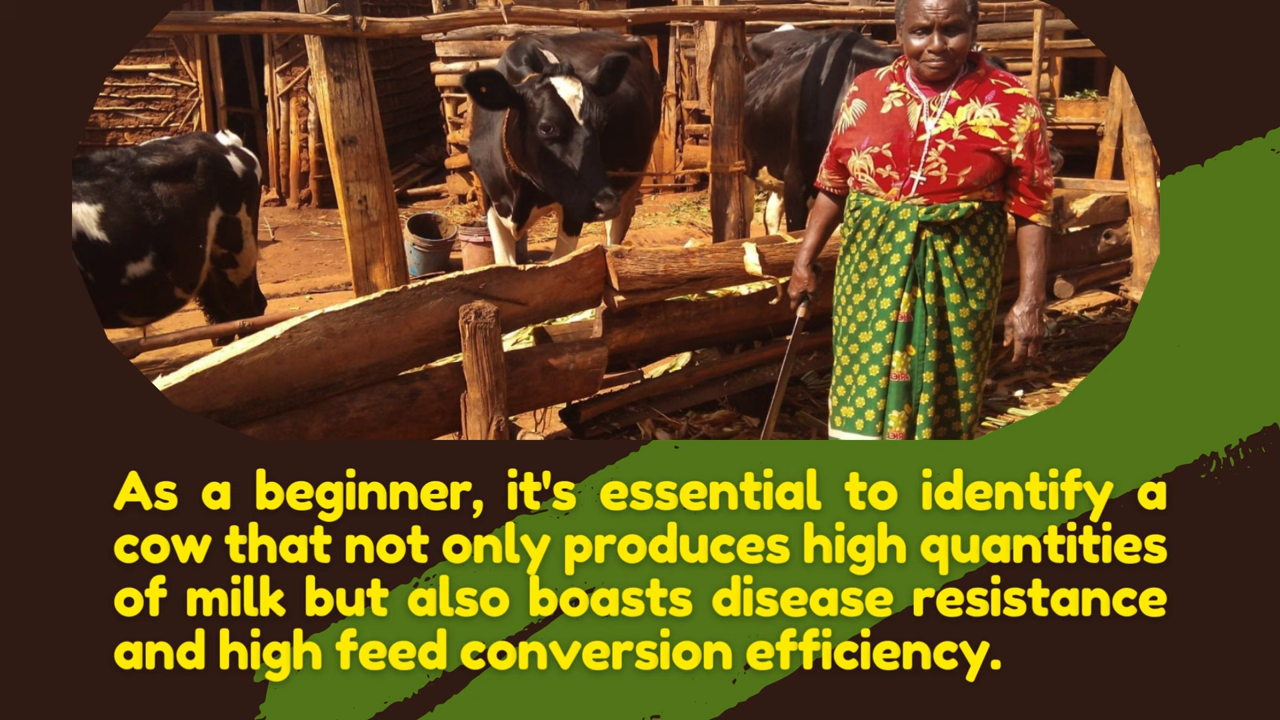 As a beginner, it's essential to identify a
cow that not only produces high quantities
of milk but also boasts disease resistance
and high feed conversion efficiency.